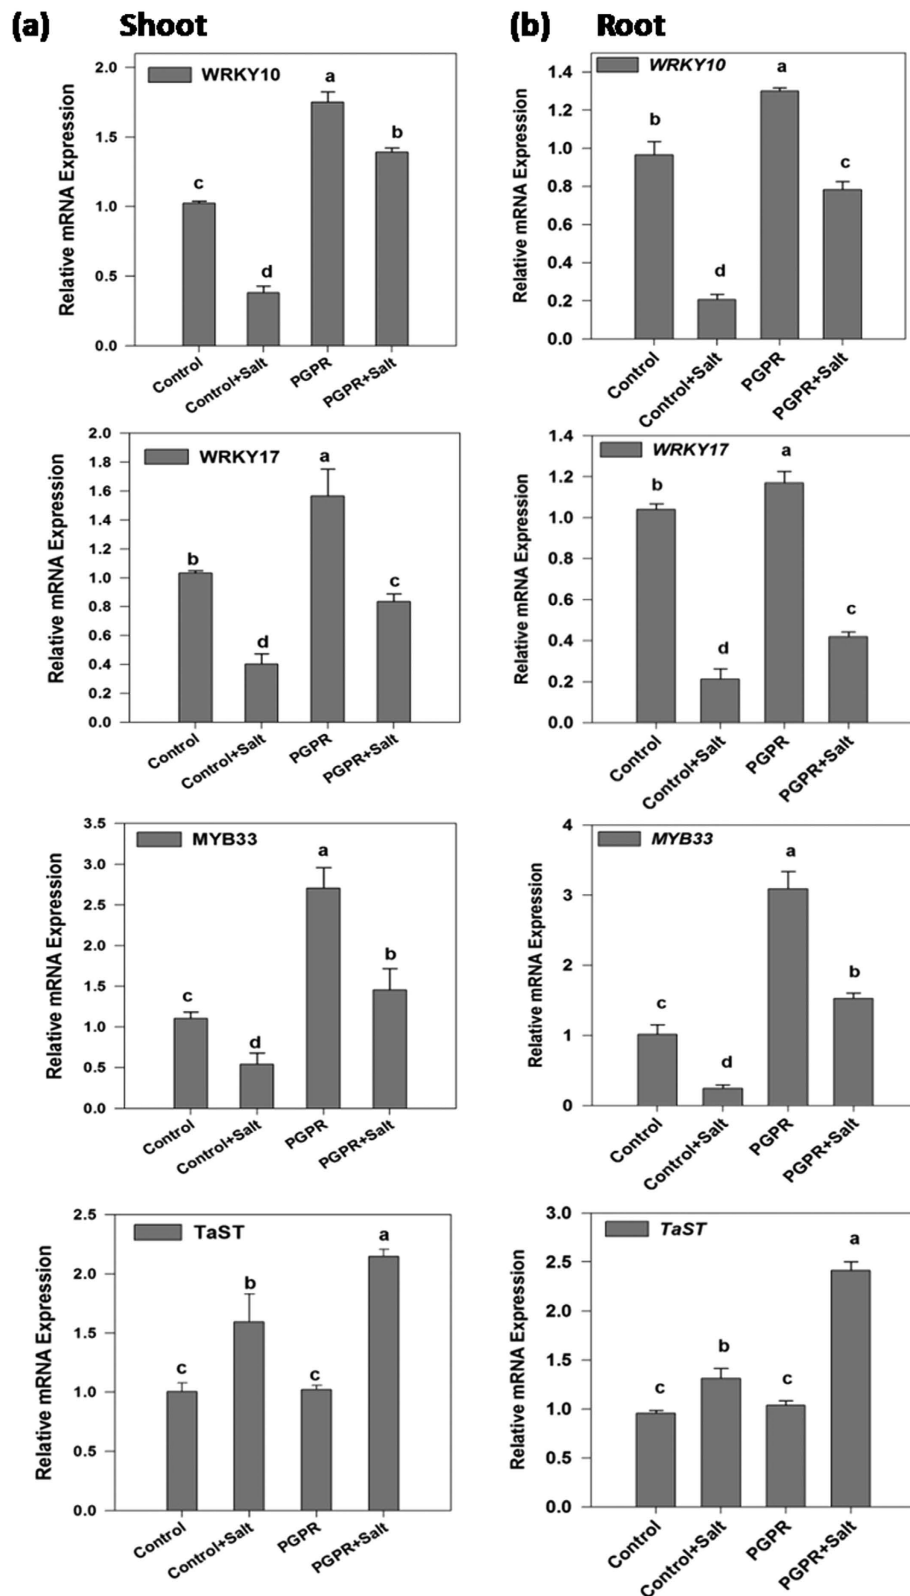 (a) Shoot
(b) Root
WRKY10
Relative mRNA Expression
2.0
1.5
1.0
0.5
0.0
c
d
a
b
Control
Control+Salt
PGPR
PGPR+Salt
WRKY10
Relative mRNA Expression
1.4
1.2
1.0
0.8
0.6
0.4
0.2
0.0
b
d
a
c
Control
Control+Salt
PGPR
PGPR+Salt
WRKY17
Relative mRNA Expression
2.0
1.8
1.6
1.4
1.2
1.0
0.8
0.6
0.4
0.2
0.0
b
d
a
c
Control
Control+Salt
PGPR
PGPR+Salt
WRKY17
Relative mRNA Expression
1.4
1.2
1.0
0.8
0.6
0.4
0.2
0.0
b
d
a
c
Control
Control+Salt
PGPR
PGPR+Salt
MYB33
Relative mRNA Expression
3.5
3.0
2.5
2.0
1.5
1.0
0.5
0.0
c
d
a
b
Control
Control+Salt
PGPR
PGPR+Salt
MYB33
Relative mRNA Expression
4
3
2
1
0
c
d
a
b
Control
Control+Salt
PGPR
PGPR+Salt
TaST
Relative mRNA Expression
2.5
2.0
1.5
1.0
0.5
0.0
c
b
c
a
Control
Control+Salt
PGPR
PGPR+Salt
TaST
Relative mRNA Expression
3.0
2.5
2.0
1.5
1.0
0.5
0.0
c
b
c
a
Control
Control+Salt
PGPR
PGPR+Salt